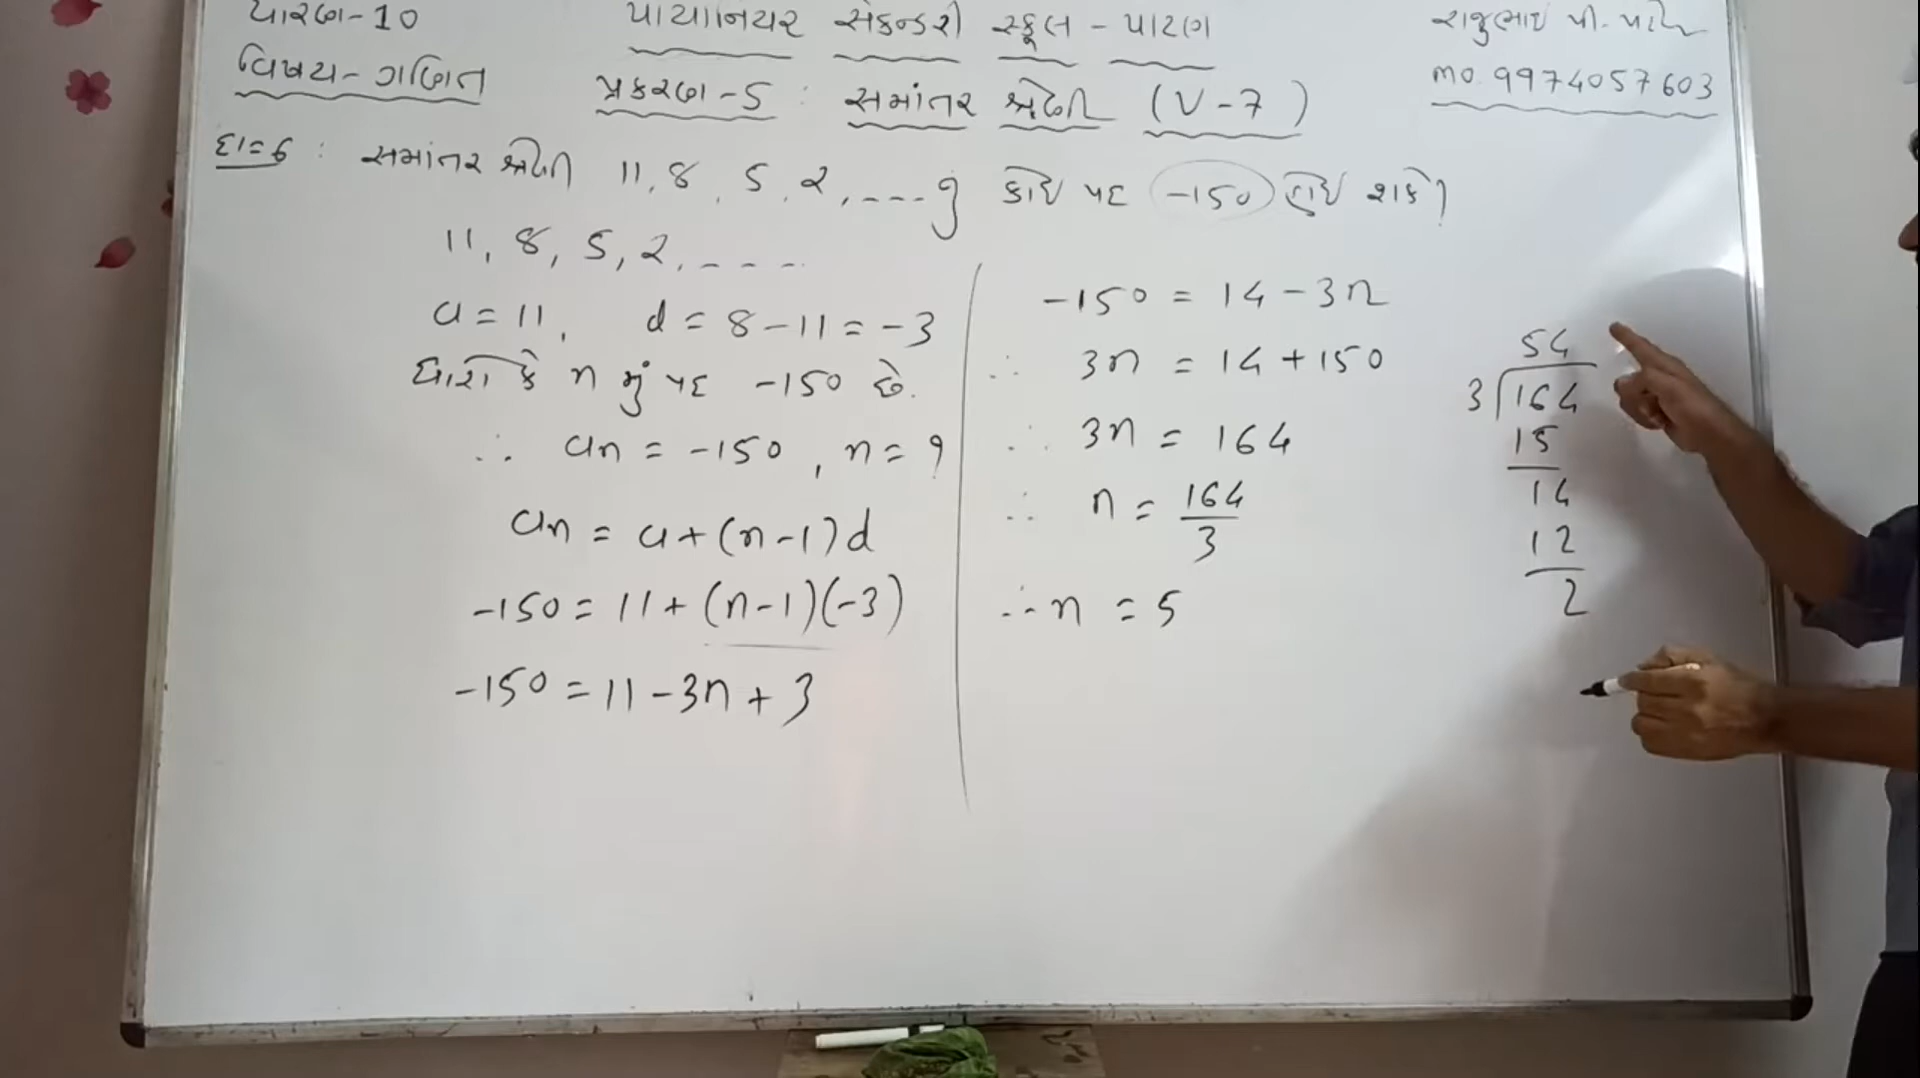 ધોરણ-10
પાયોનિયર સેકન્ડરી સ્કૂલ - પાટણ
રાજુભાઇ પી. પટેલ
વિષય-ગણિત
પ્રકરણ-5 : સમાંતર શ્રેણી (V-7)
mo. 9974057603
દા=6 : સમાંતર શ્રેણી 11, 8, 5, 2, .... નું કોઇ પદ -150 હોઇ શકે?
11, 8, 5, 2, ----
a = 11, d = 8 - 11 = -3
ધારો કે n મું પદ -150 છે.
∴ an = -150, n = ?
an = a + (n-1)d
-150 = 11 + (n-1)(-3)
-150 = 11 - 3n + 3
-150 = 14 - 3n
∴ 3n = 14 + 150
∴ 3n = 164
∴ n = 164/3
∴ n = 5
54
3 164
15
14
12
2